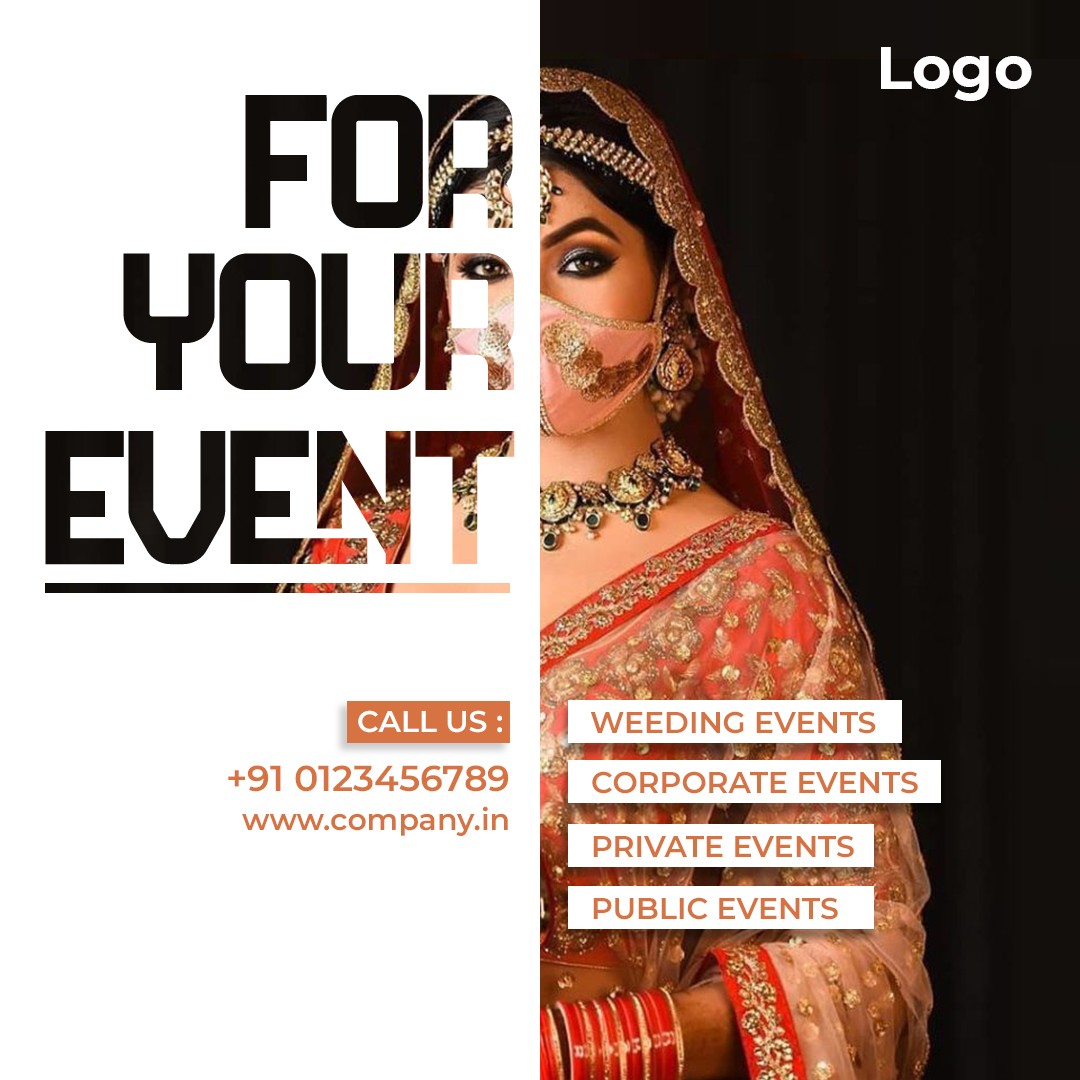 Logo
FOR
YOUR
EVENT
CALL US :
+91 0123456789
www.company.in
WEEDING EVENTS
CORPORATE EVENTS
PRIVATE EVENTS
PUBLIC EVENTS